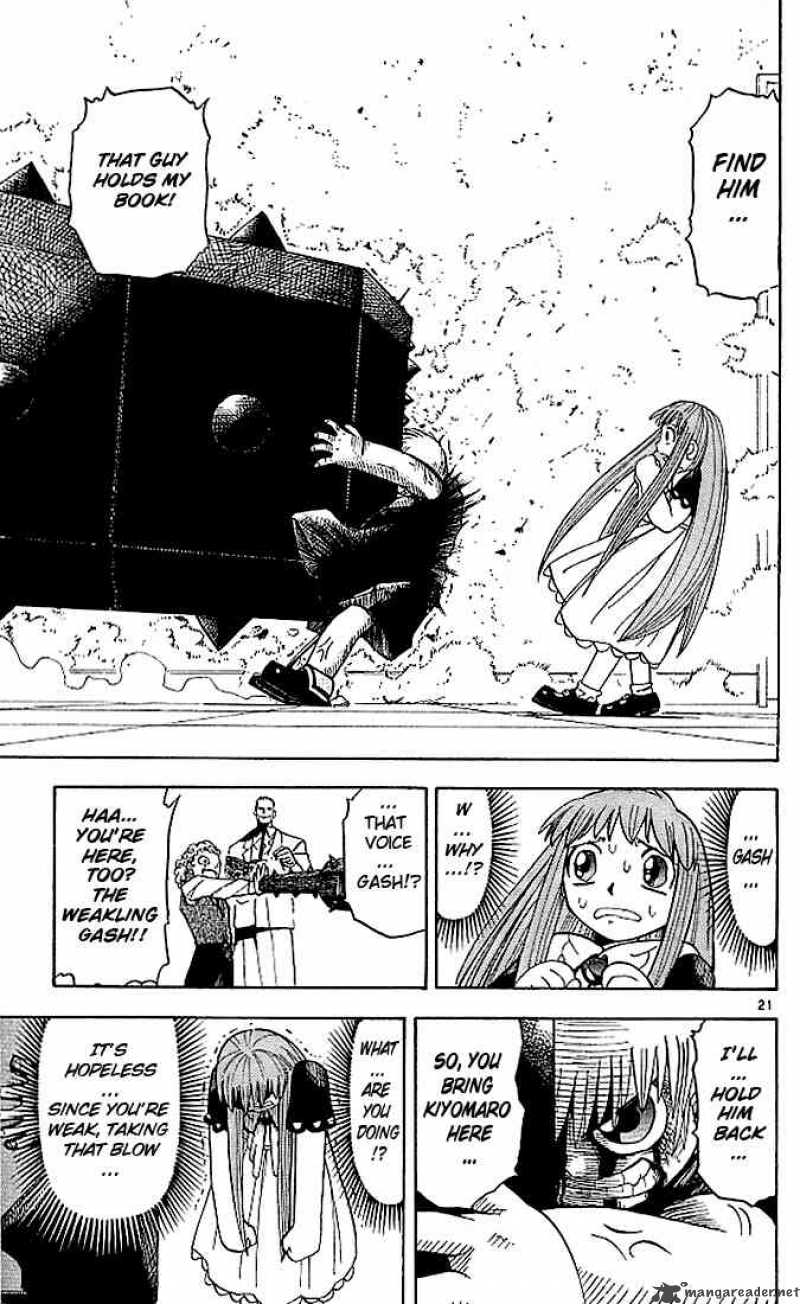 FIND
HIM
...
THAT GUY
HOLDS MY
BOOK!
...
GASH
...
W
...
WHY
...!?
...
THAT
VOICE
...
GASH!?
HAA...
YOU'RE
HERE,
TOO?
THE
WEAKLING
GASH!!
21
I'LL
...
HOLD
HIM
BACK
...
SO, YOU
BRING
KIYOMARO
HERE
...
WHAT
...
ARE
YOU
DOING
!?
IT'S
HOPELESS
...
SINCE YOU'RE
WEAK, TAKING
THAT BLOW
...
mangareader.net